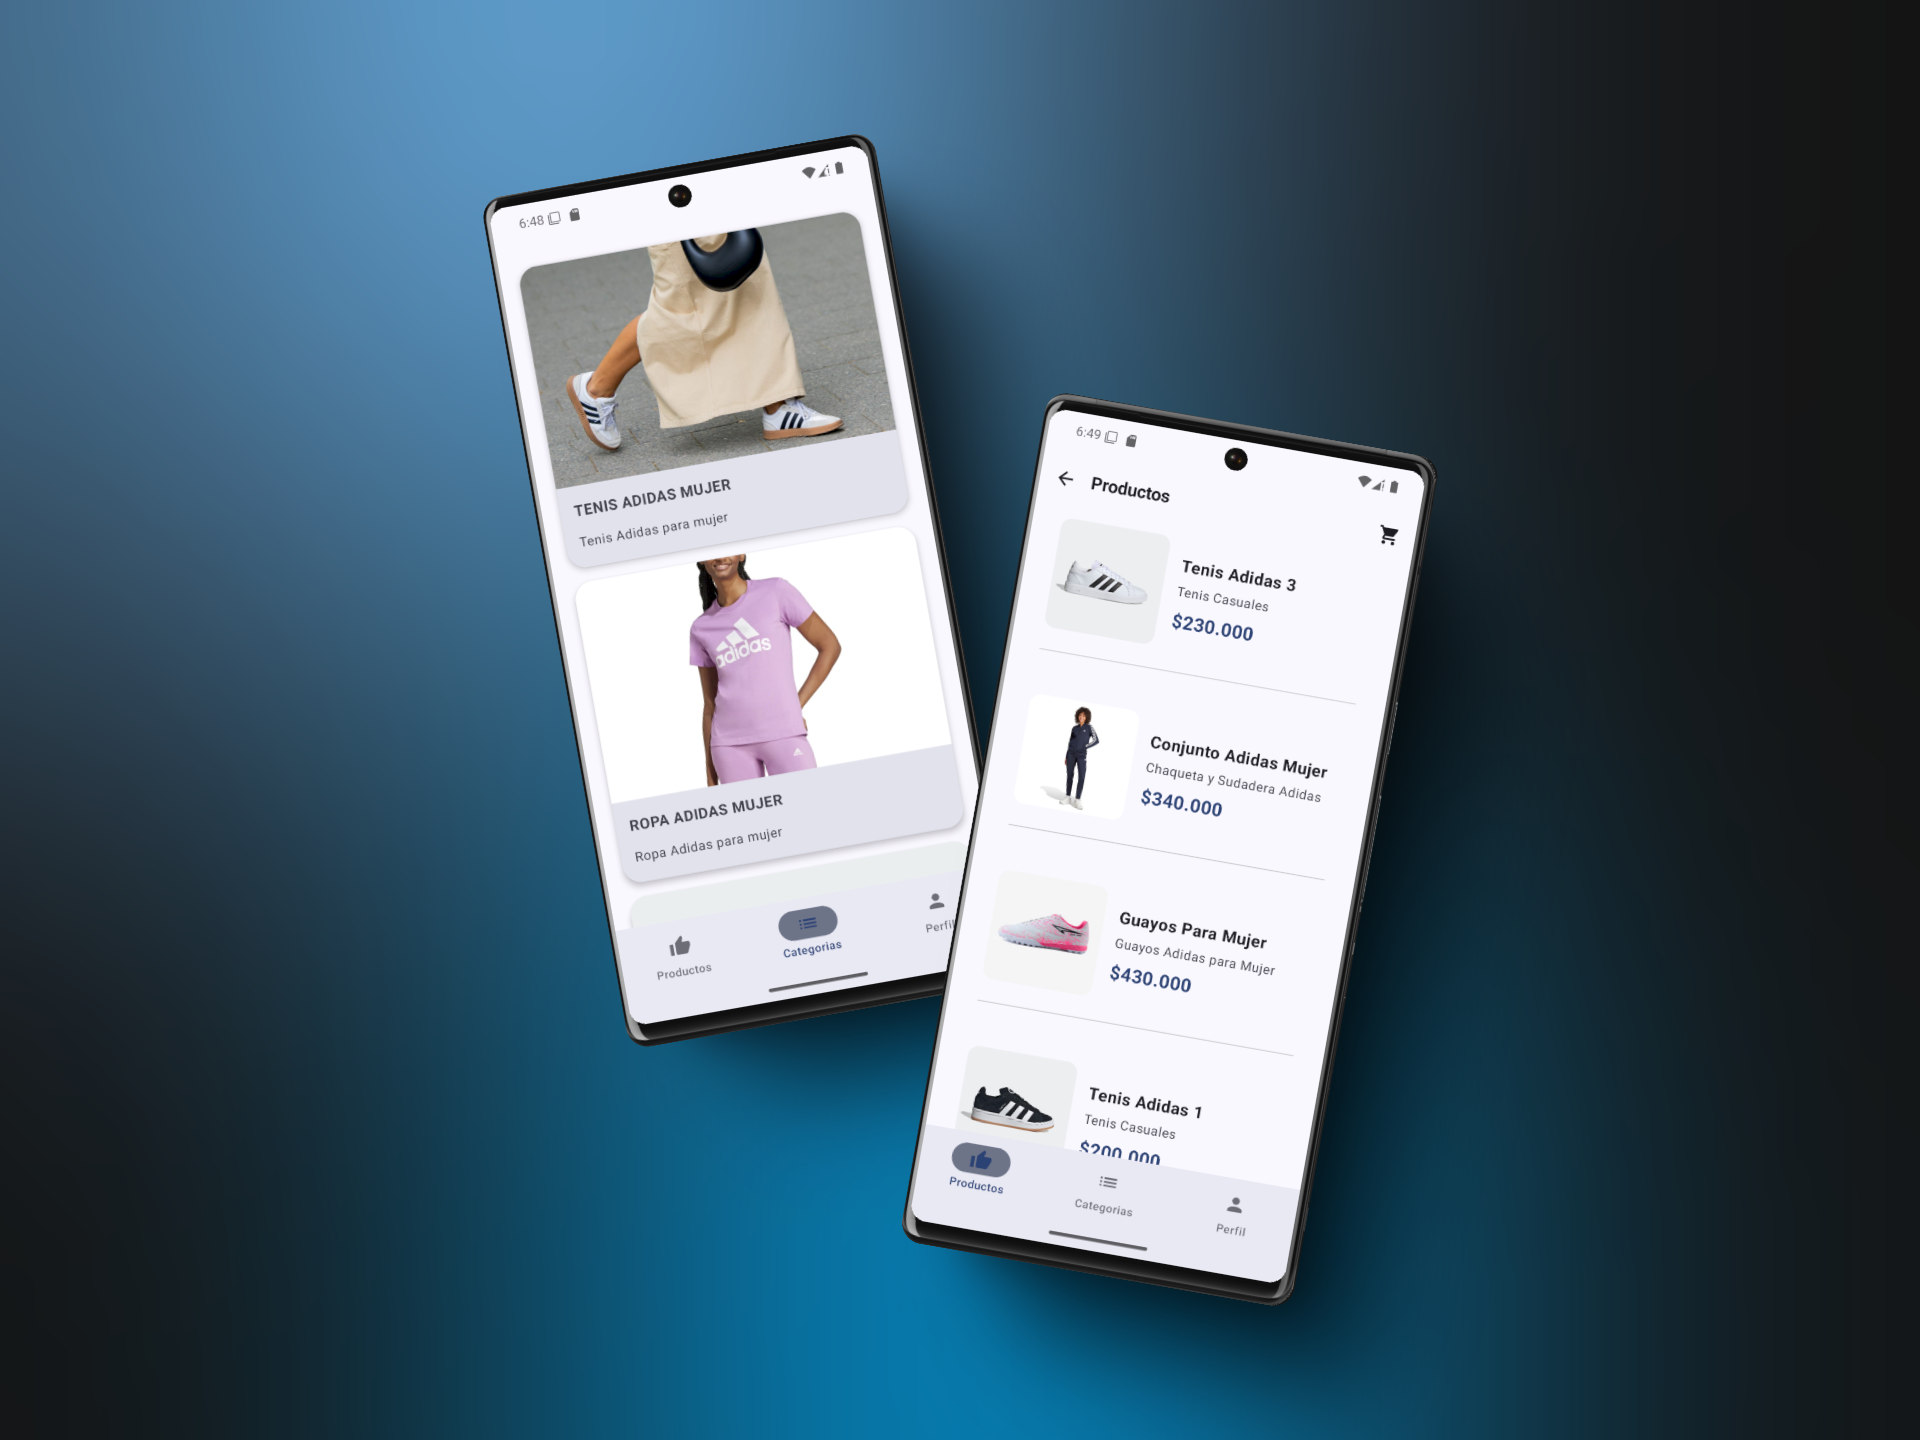 6:48
adidas
TENIS ADIDAS MUJER
Tenis Adidas para mujer
ROPA ADIDAS MUJER
Ropa Adidas para mujer
Productos
Categorias
Perfil
6:49
Productos
Tenis Adidas 3
Tenis Casuales
$230.000
Conjunto Adidas Mujer
Chaqueta y Sudadera Adidas
$340.000
Guayos Para Mujer
Guayos Adidas para Mujer
$430.000
Tenis Adidas 1
Tenis Casuales
$200.000
Productos
Categorias
Perfil